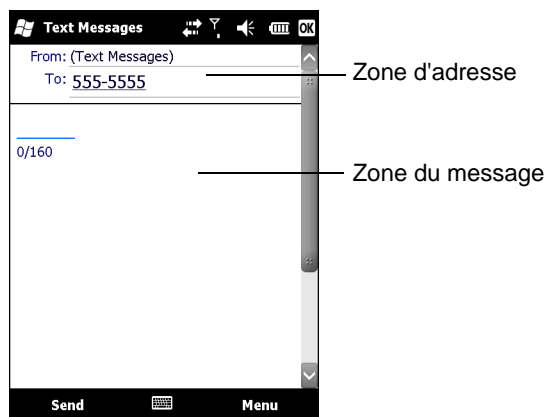 Text Messages OK
From: (Text Messages)
To: 555-5555
Zone d'adresse
0/160
Zone du message
Send Menu